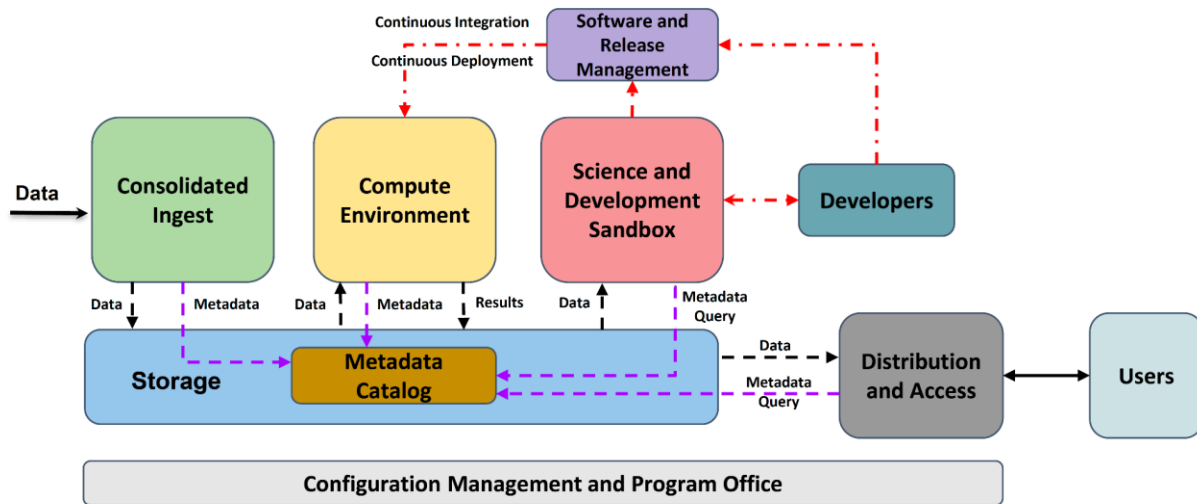 Continuous Integration
Continuous Deployment
Software and
Release
Management
Data
Consolidated
Ingest
Compute
Environment
Science and
Development
Sandbox
Developers
Data
Metadata
Data
Metadata
Results
Data
Metadata
Query
Storage
Metadata
Catalog
Data
Metadata
Query
Distribution
and Access
Users
Configuration Management and Program Office